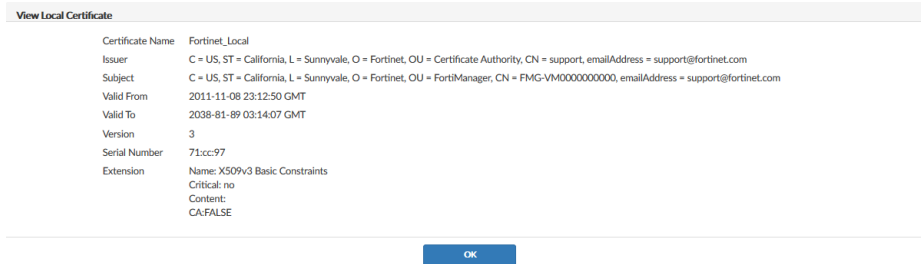 View Local Certificate
Certificate Name Fortinet_Local
Issuer C = US, ST = California, L = Sunnyvale, O = Fortinet, OU = Certificate Authority, CN = support, emailAddress = support@fortinet.com
Subject C = US, ST = California, L = Sunnyvale, O = Fortinet, OU = FortiManager, CN = FMG-VM0000000000, emailAddress = support@fortinet.com
Valid From 2011-11-08 23:12:50 GMT
Valid To 2038-81-89 03:14:07 GMT
Version 3
Serial Number 71:cc:97
Extension Name: X509v3 Basic Constraints
Critical: no
Content:
CA:FALSE
OK